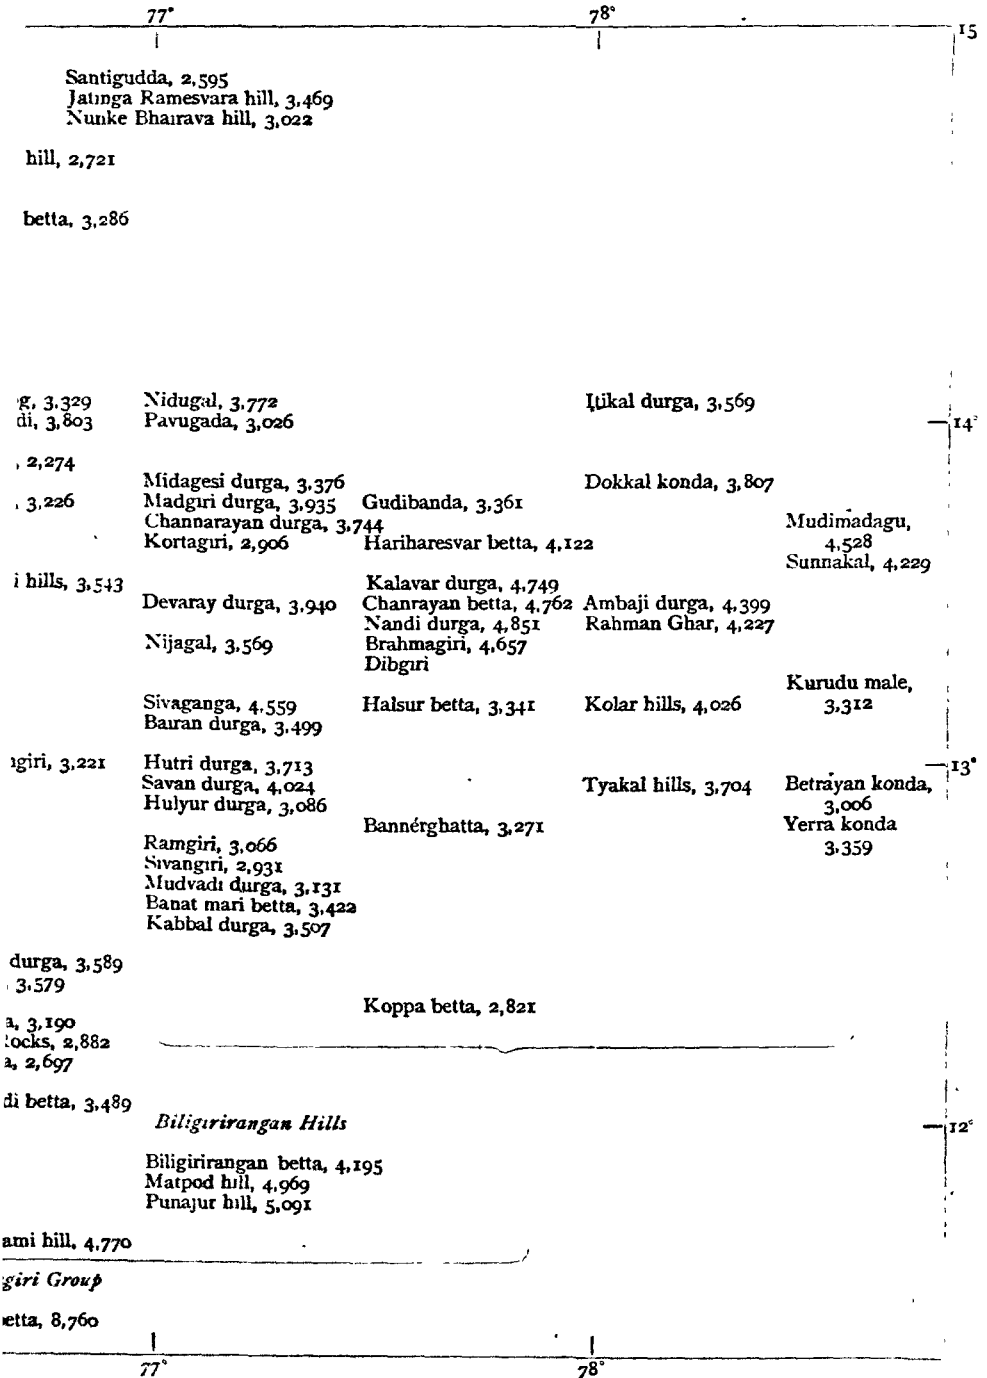 77° 78°
15
Santigudda, 2,595
Jatinga Ramesvara hill, 3,469
Nunke Bhairava hill, 3,022
hill, 2,721
betta, 3,286
g, 3,329 Nidugal, 3,772 Itikal durga, 3,569
di, 3,803 Pavugada, 3,026 14°
, 2,274
Midagesi durga, 3,376 Dokkal konda, 3,807
, 3,226 Madgiri durga, 3,935 Gudibanda, 3,361
Channarayan durga, 3,744 Mudimadagu,
Kortagiri, 2,906 Hariharesvar betta, 4,122 4,528
Sunnakal, 4,229
i hills, 3,543 Kalavar durga, 4,749
Devaray durga, 3,940 Chanrayan betta, 4,762 Ambaji durga, 4,399
Nandi durga, 4,851 Rahman Ghar, 4,227
Nijagal, 3,569 Brahmagiri, 4,657
Dibgiri
Kurudu male,
Sivaganga, 4,559 Halsur betta, 3,341 Kolar hills, 4,026 3,312
Bairan durga, 3,499
giri, 3,221 Hutri durga, 3,713 13°
Savan durga, 4,024 Tyakal hills, 3,704 Betrayan konda,
Hulyur durga, 3,086 3,006
Bannerghatta, 3,271 Yerra konda
Ramgiri, 3,066 3,359
Sivangiri, 2,931
Mudvadi durga, 3,131
Banat mari betta, 3,422
Kabbal durga, 3,507
durga, 3,589
3,579
Koppa betta, 2,821
a, 3,190
ocks, 2,882
a, 2,697
di betta, 3,489
Biligirirangan Hills 12°
Biligirirangan betta, 4,195
Matpod hill, 4,969
Punajur hill, 5,091
ami hill, 4,770
giri Group
etta, 8,760
77° 78°